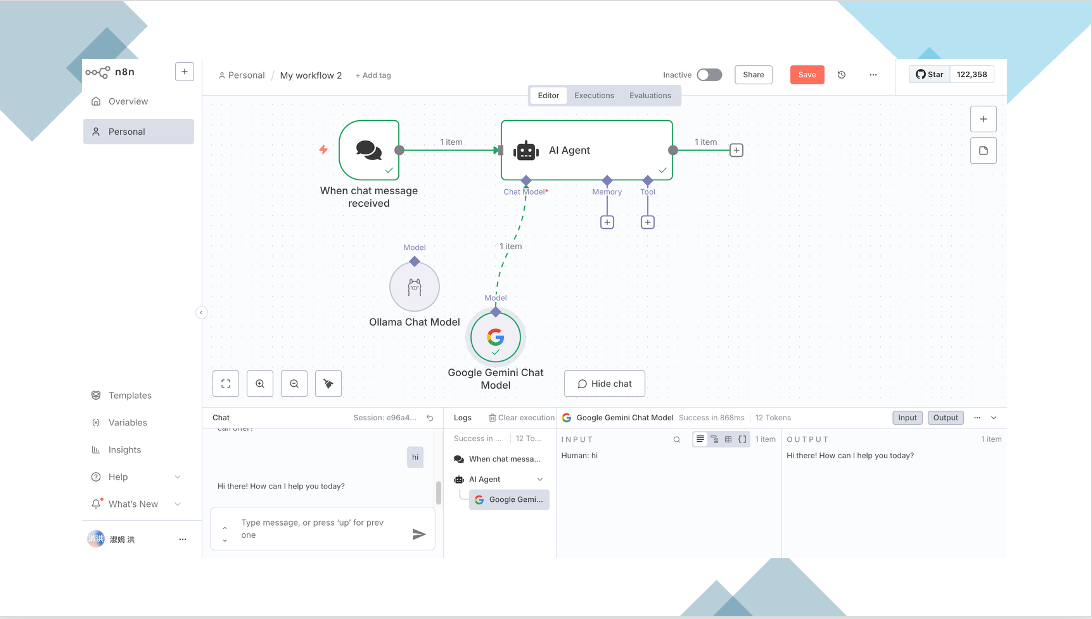 n8n
Overview
Personal
Templates
Variables
Insights
Help
What's New
淑姆 洪
Personal / My workflow 2 + Add tag
Inactive
Share
Save
Star 122,358
Editor Executions Evaluations
1 item
AI Agent
1 item
When chat message
received
Chat Model*
Memory
Tool
1 item
Model
Ollama Chat Model
Model
Google Gemini Chat
Model
Hide chat
Chat
Session: e96a4...
hi
Hi there! How can I help you today?
Type message, or press 'up' for prev
one
Logs
Clear execution
Success in ... 12 To...
When chat messa...
AI Agent
Google Gemi...
Google Gemini Chat Model Success in 868ms 12 Tokens
Input Output
INPUT
1 item
Human: hi
OUTPUT
1 item
Hi there! How can I help you today?